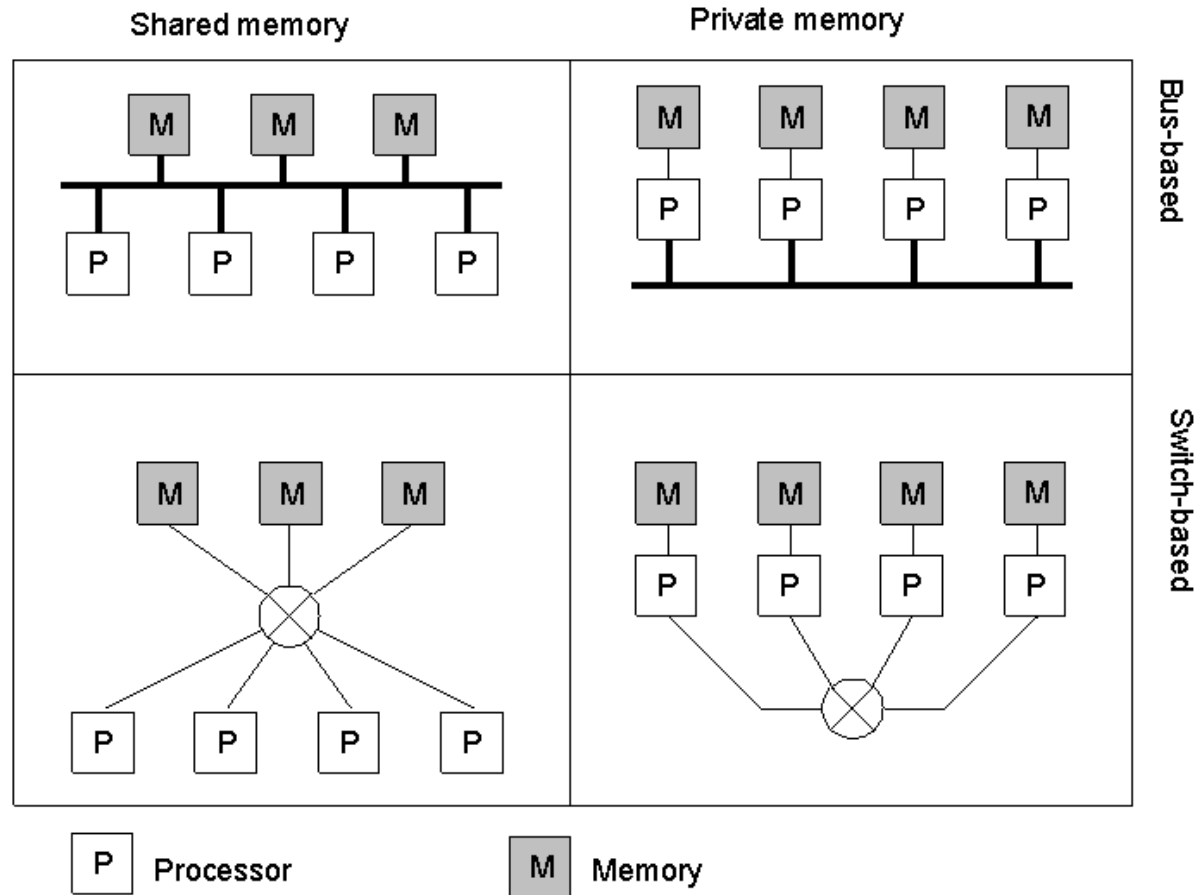 Shared memory
Private memory
M M M
P P P P
M M M M
P P P P
Bus-based
M M M
P P P P
M M M M
P P P P
Switch-based
P Processor
M Memory